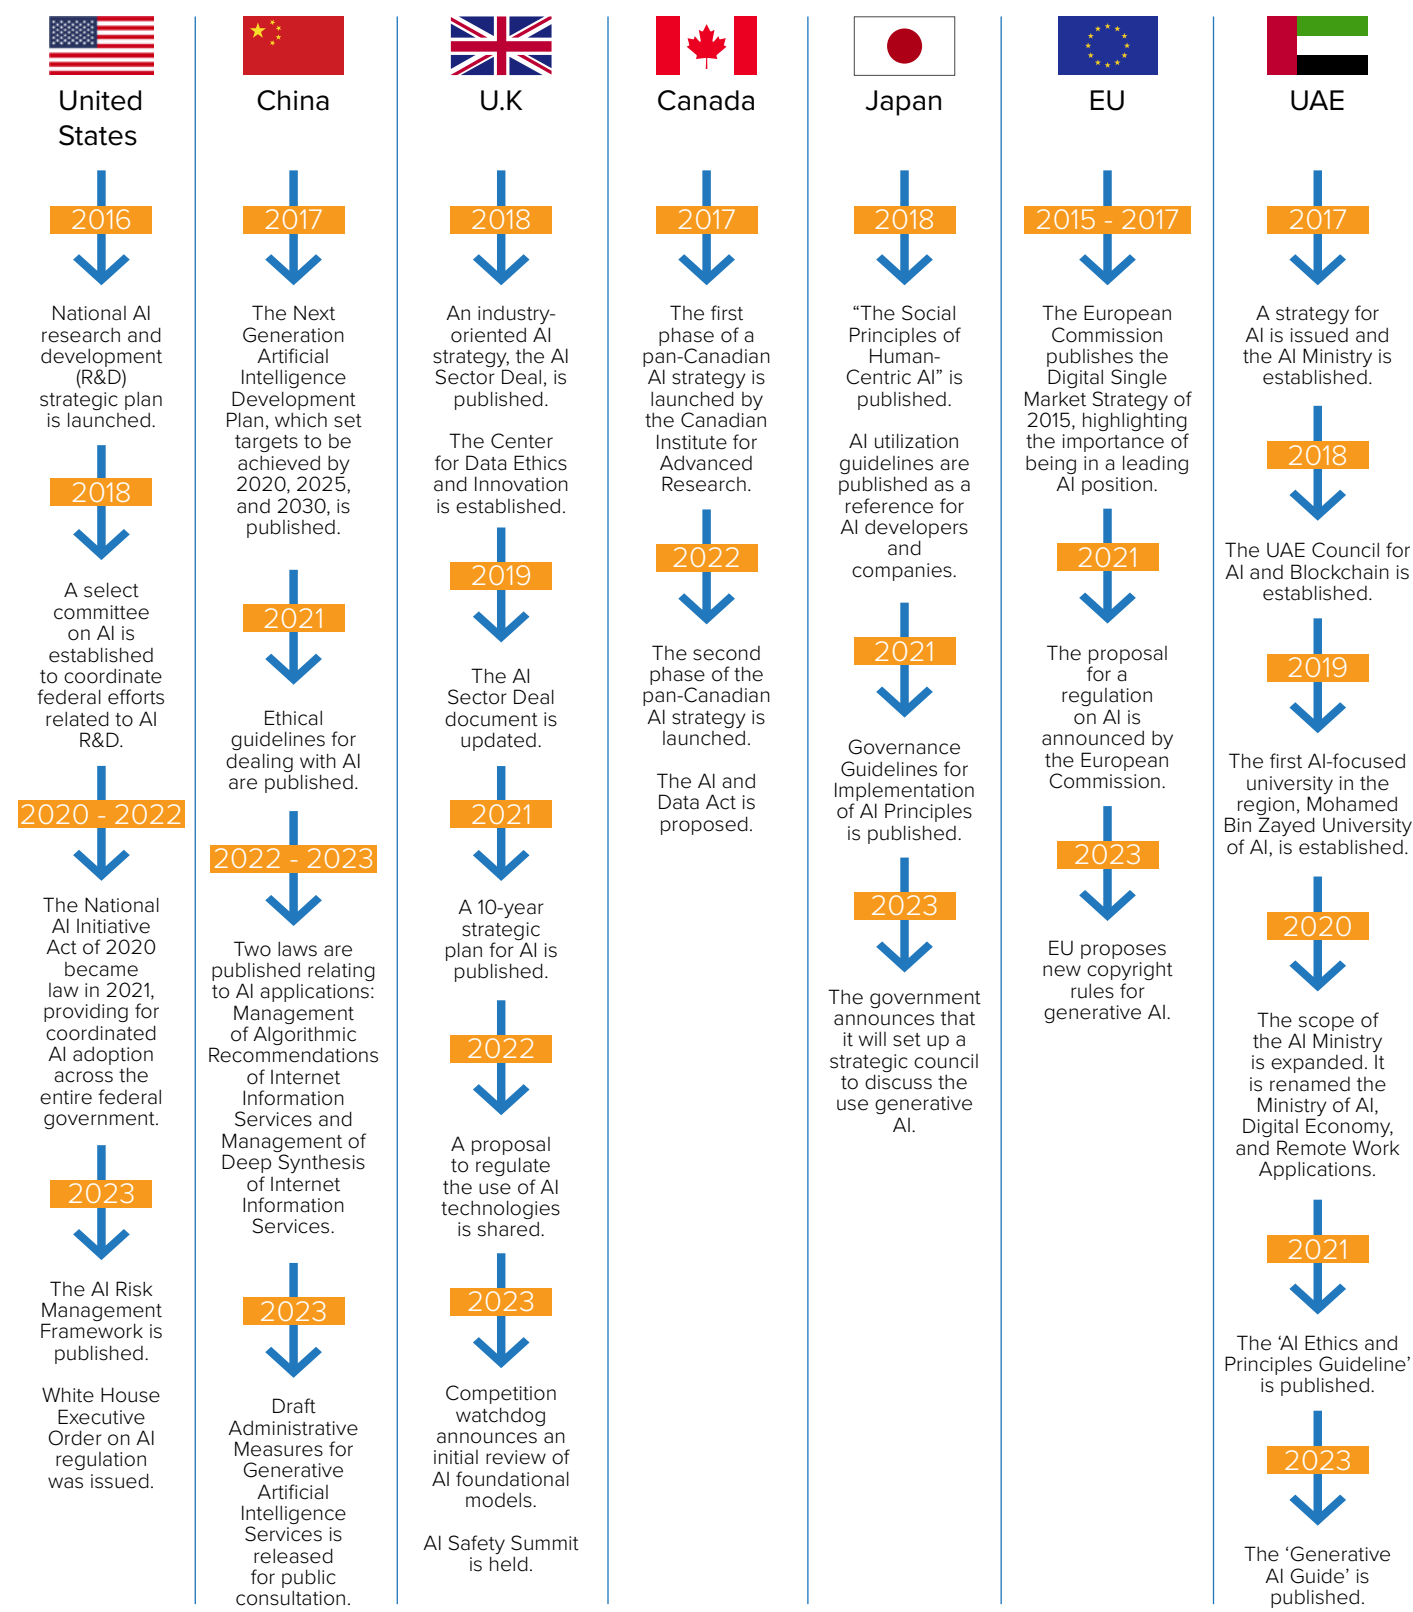 United
States
2016
National AI
research and
development
(R&D)
strategic plan
is launched.
2018
A select
committee
on AI is
established
to coordinate
federal efforts
related to AI
R&D.
2020 - 2022
The National
AI Initiative
Act of 2020
became
law in 2021,
providing for
coordinated
AI adoption
across the
entire federal
government.
2023
The AI Risk
Management
Framework is
published.
White House
Executive
Order on AI
regulation
was issued.
China
2017
The Next
Generation
Artificial
Intelligence
Development
Plan, which set
targets to be
achieved by
2020, 2025,
and 2030, is
published.
2021
Ethical
guidelines for
dealing with AI
are published.
2022 - 2023
Two laws are
published relating
to AI applications:
Management
of Algorithmic
Recommendations
of Internet
Information
Services and
Management of
Deep Synthesis
of Internet
Information
Services.
2023
Draft
Administrative
Measures for
Generative
Artificial
Intelligence
Services is
released
for public
consultation.
U.K
2018
An industry-
oriented AI
strategy, the AI
Sector Deal, is
published.
The Center
for Data Ethics
and Innovation
is established.
2019
The AI
Sector Deal
document is
updated.
2021
A 10-year
strategic
plan for AI is
published.
2022
A proposal
to regulate
the use of AI
technologies
is shared.
2023
Competition
watchdog
announces an
initial review of
AI foundational
models.
AI Safety Summit
is held.
Canada
2017
The first
phase of a
pan-Canadian
AI strategy is
launched by
the Canadian
Institute for
Advanced
Research.
2022
The second
phase of the
pan-Canadian
AI strategy is
launched.
The AI and
Data Act is
proposed.
Japan
2018
“The Social
Principles of
Human-
Centric AI” is
published.
AI utilization
guidelines are
published as a
reference for
AI developers
and
companies.
2021
Governance
Guidelines for
Implementation
of AI Principles
is published.
2023
The government
announces that
it will set up a
strategic council
to discuss the
use generative
AI.
EU
2015 - 2017
The European
Commission
publishes the
Digital Single
Market Strategy of
2015, highlighting
the importance of
being in a leading
AI position.
2021
The proposal
for a
regulation
on AI is
announced by
the European
Commission.
2023
EU proposes
new copyright
rules for
generative AI.
UAE
2017
A strategy for
AI is issued and
the AI Ministry is
established.
2018
The UAE Council for
AI and Blockchain is
established.
2019
The first AI-focused
university in the
region, Mohamed
Bin Zayed University
of AI, is established.
2020
The scope of
the AI Ministry
is expanded. It
is renamed the
Ministry of AI,
Digital Economy,
and Remote Work
Applications.
2021
The ‘AI Ethics and
Principles Guideline’
is published.
2023
The ‘Generative
AI Guide’ is
published.